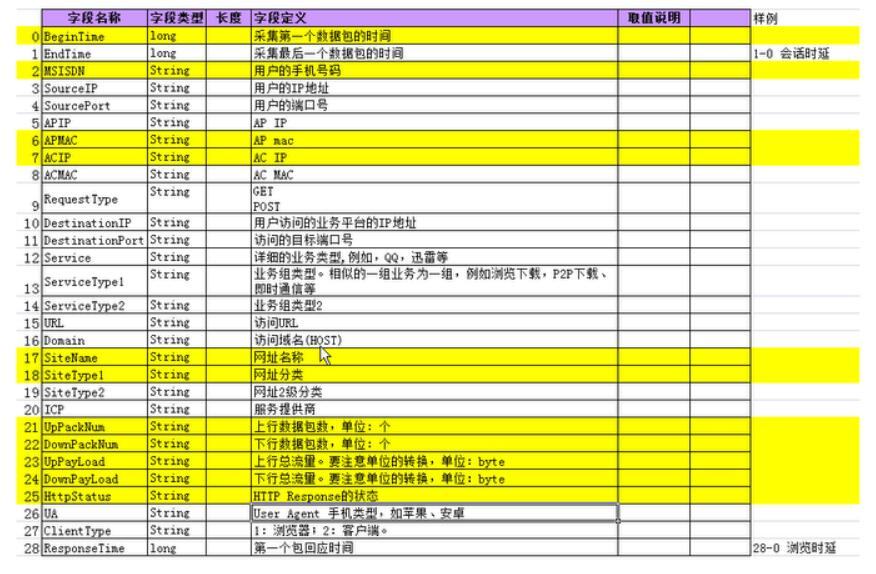 字段名称 字段类型 长度 字段定义 取值说明 样例
0 BeginTime long 采集第一个数据包的时间
1 EndTime long 采集最后一个数据包的时间 1-0 会话时延
2 MSISDN String 用户的手机号码
3 SourceIP String 用户的IP地址
4 SourcePort String 用户的端口号
5 APIP String AP IP
6 APMAC String AP mac
7 ACIP String AC IP
8 ACMAC String AC MAC
9 RequestType String GET
POST
10 DestinationIP String 用户访问的业务平台的IP地址
11 DestinationPort String 访问的目标端口号
12 Service String 详细的业务类型,例如，QQ，迅雷等
13 ServiceType1 String 业务组类型。相似的一组业务为一组，例如浏览下载，P2P下载、
即时通信等
14 ServiceType2 String 业务组类型2
15 URL String 访问URL
16 Domain String 访问域名(HOST)
17 SiteName String 网址名称
18 SiteType1 String 网址分类
19 SiteType2 String 网址2级分类
20 ICP String 服务提供商
21 UpPackNum String 上行数据包数，单位：个
22 DownPackNum String 下行数据包数，单位：个
23 UpPayLoad String 上行总流量。要注意单位的转换，单位：byte
24 DownPayLoad String 下行总流量。要注意单位的转换，单位：byte
25 HttpStatus String HTTP Response的状态
26 UA String User Agent 手机类型，如苹果、安卓
27 ClientType String 1：浏览器；2：客户端。
28 ResponseTime long 第一个包回应时间 28-0 浏览时延